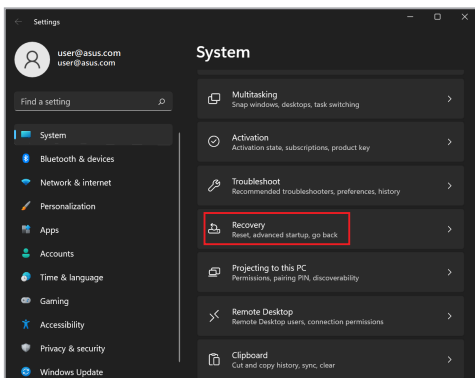 Settings
user@asus.com
user@asus.com
Find a setting
System
Bluetooth & devices
Network & internet
Personalization
Apps
Accounts
Time & language
Gaming
Accessibility
Privacy & security
Windows Update
System
Multitasking
Snap windows, desktops, task switching
Activation
Activation state, subscriptions, product key
Troubleshoot
Recommended troubleshooters, preferences, history
Recovery
Reset, advanced startup, go back
Projecting to this PC
Permissions, pairing PIN, discoverability
Remote Desktop
Remote Desktop users, connection permissions
Clipboard
Cut and copy history, sync, clear